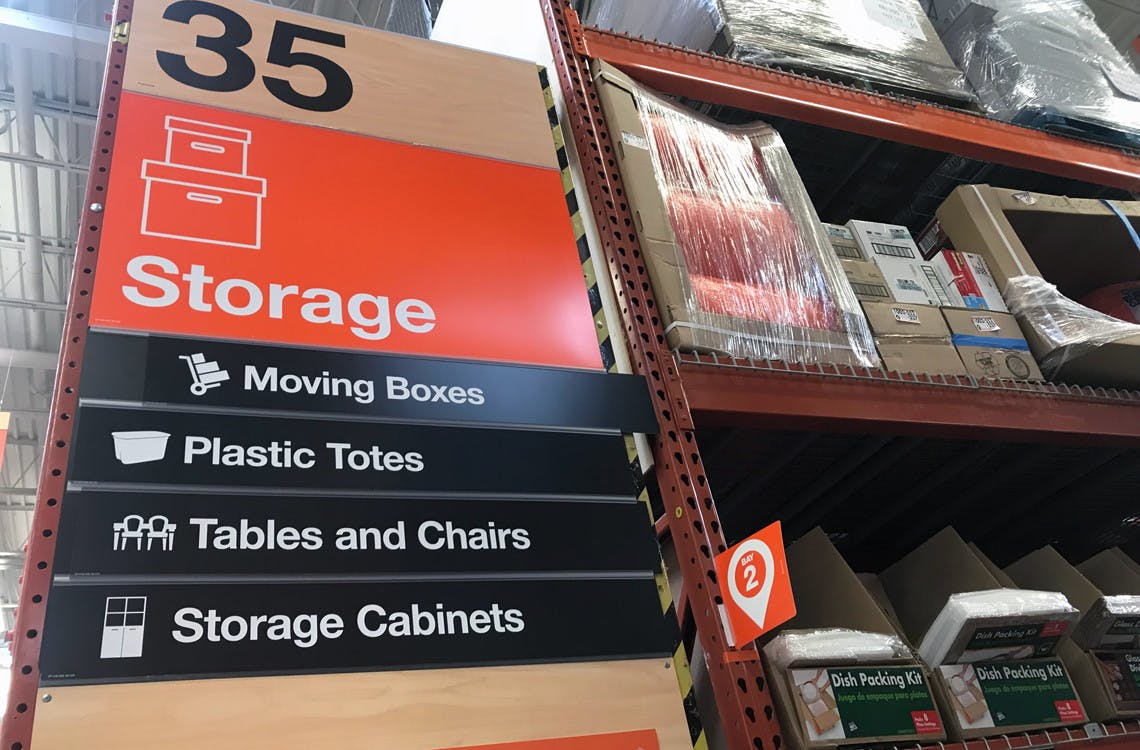 35
Storage
Moving Boxes
Plastic Totes
Tables and Chairs
Storage Cabinets
BAY
2
Dish Packing Kit
Dish Packing Kit
Juego de empaque para platos
Dish Packing Kit
Juego de empaque para platos